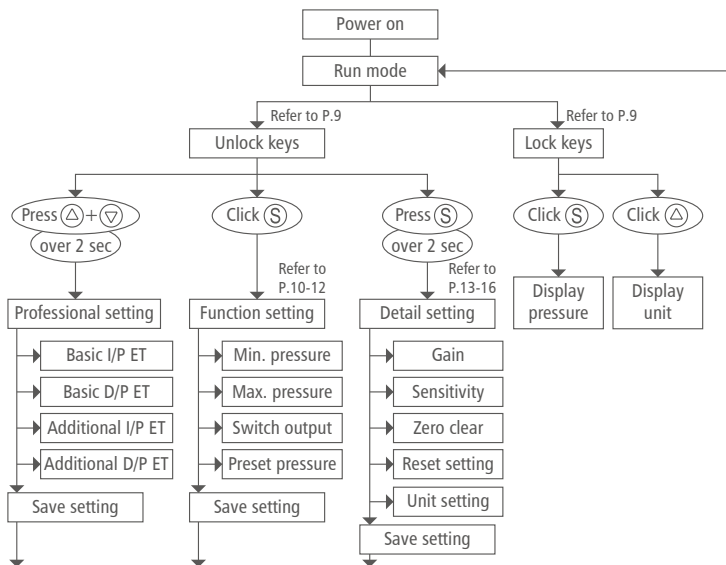 Power on
Run mode
Refer to P.9
Refer to P.9
Unlock keys
Lock keys
Press △+▽
over 2 sec
Click Ⓢ
Press Ⓢ
over 2 sec
Click Ⓢ
Click △
Refer to
P.10-12
Refer to
P.13-16
Display
pressure
Display
unit
Professional setting
Function setting
Detail setting
Basic I/P ET
Min. pressure
Gain
Basic D/P ET
Max. pressure
Sensitivity
Additional I/P ET
Switch output
Zero clear
Additional D/P ET
Preset pressure
Reset setting
Save setting
Save setting
Unit setting
Save setting